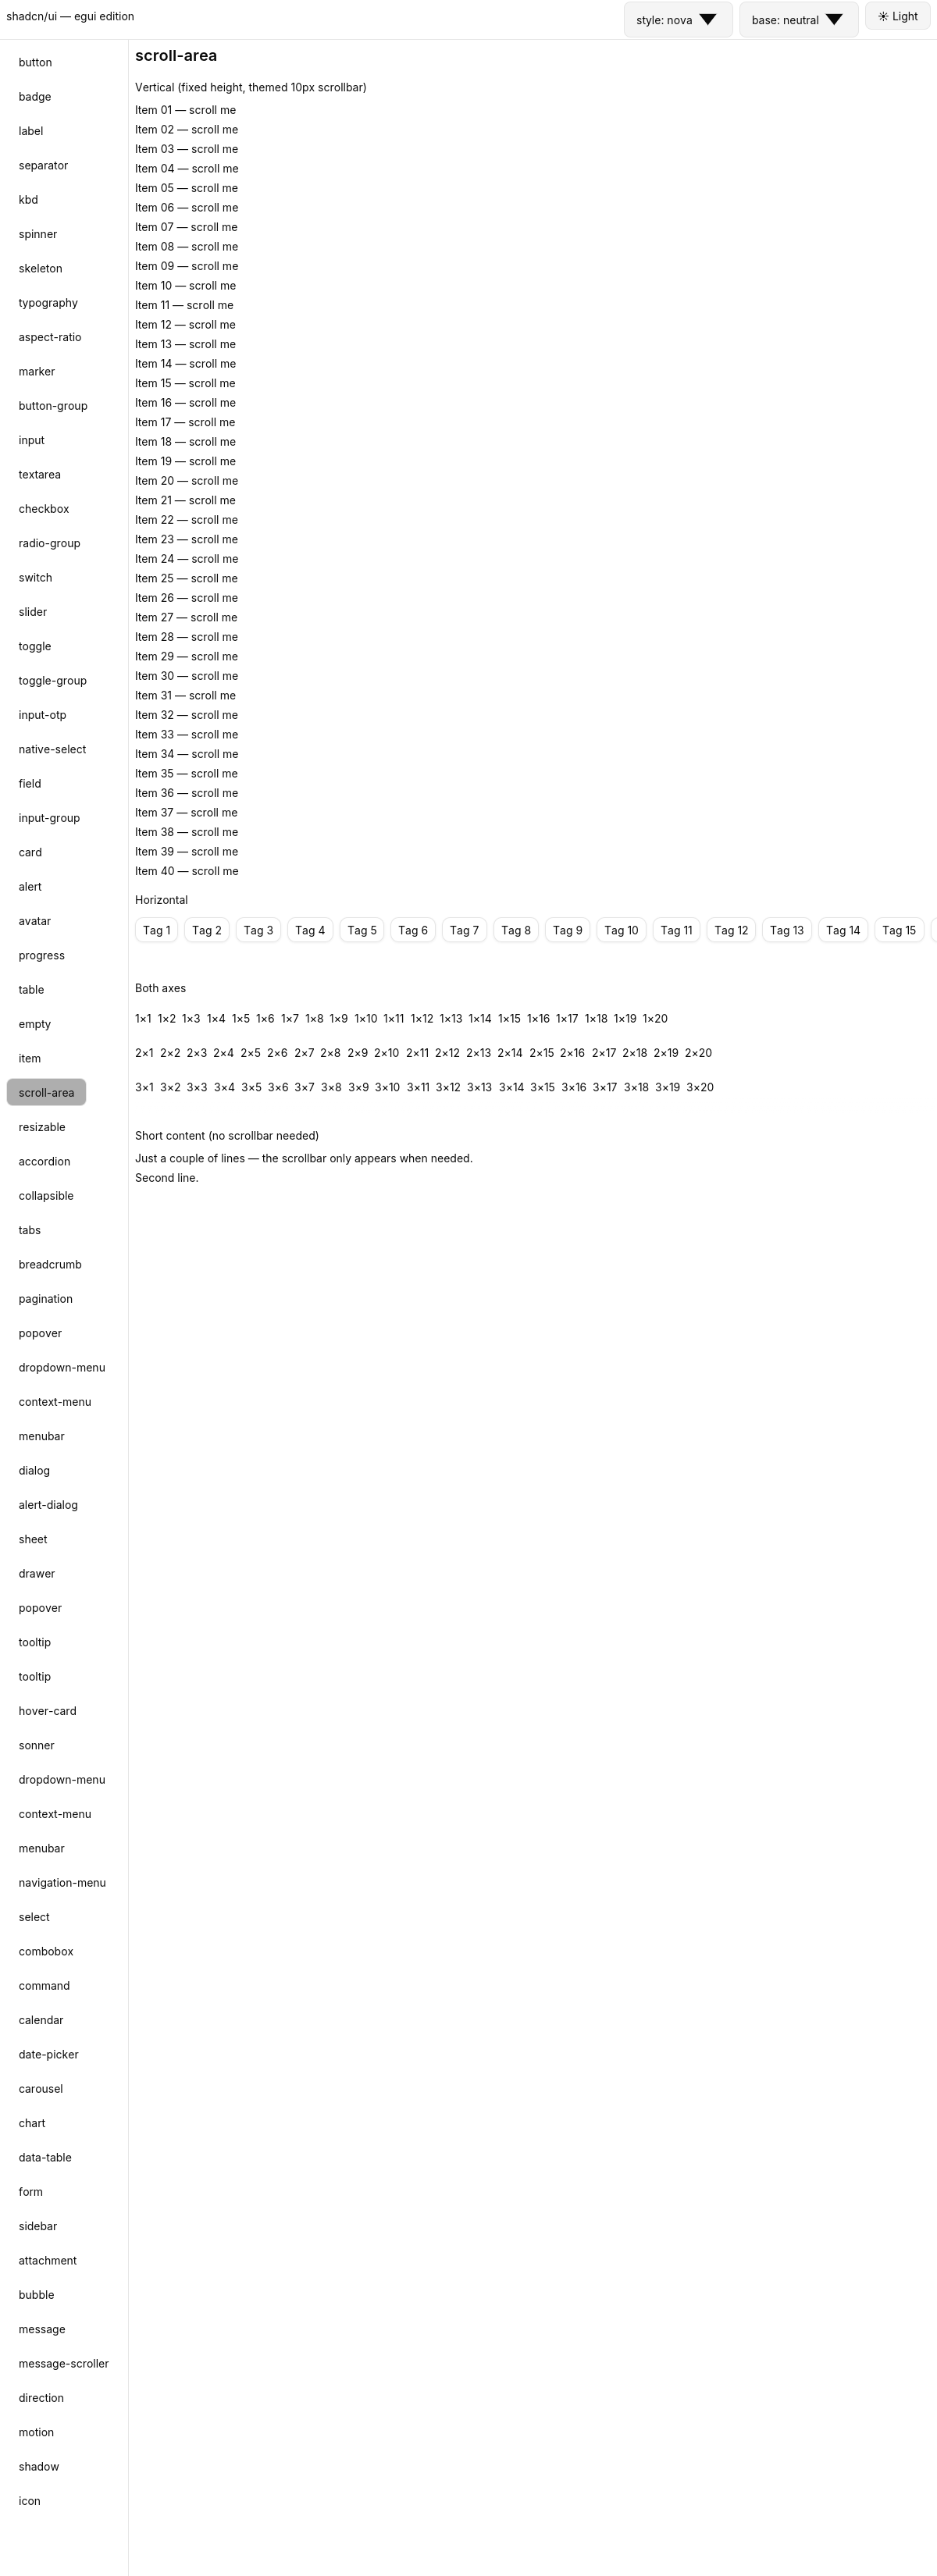 shadcn/ui — egui edition
style: nova
base: neutral
☀ Light
button
badge
label
separator
kbd
spinner
skeleton
typography
aspect-ratio
marker
button-group
input
textarea
checkbox
radio-group
switch
slider
toggle
toggle-group
input-otp
native-select
field
input-group
card
alert
avatar
progress
table
empty
item
scroll-area
resizable
accordion
collapsible
tabs
breadcrumb
pagination
popover
dropdown-menu
context-menu
menubar
dialog
alert-dialog
sheet
drawer
popover
tooltip
tooltip
hover-card
sonner
dropdown-menu
context-menu
menubar
navigation-menu
select
combobox
command
calendar
date-picker
carousel
chart
data-table
form
sidebar
attachment
bubble
message
message-scroller
direction
motion
shadow
icon
scroll-area
Vertical (fixed height, themed 10px scrollbar)
Item 01 — scroll me
Item 02 — scroll me
Item 03 — scroll me
Item 04 — scroll me
Item 05 — scroll me
Item 06 — scroll me
Item 07 — scroll me
Item 08 — scroll me
Item 09 — scroll me
Item 10 — scroll me
Item 11 — scroll me
Item 12 — scroll me
Item 13 — scroll me
Item 14 — scroll me
Item 15 — scroll me
Item 16 — scroll me
Item 17 — scroll me
Item 18 — scroll me
Item 19 — scroll me
Item 20 — scroll me
Item 21 — scroll me
Item 22 — scroll me
Item 23 — scroll me
Item 24 — scroll me
Item 25 — scroll me
Item 26 — scroll me
Item 27 — scroll me
Item 28 — scroll me
Item 29 — scroll me
Item 30 — scroll me
Item 31 — scroll me
Item 32 — scroll me
Item 33 — scroll me
Item 34 — scroll me
Item 35 — scroll me
Item 36 — scroll me
Item 37 — scroll me
Item 38 — scroll me
Item 39 — scroll me
Item 40 — scroll me
Horizontal
Tag 1 Tag 2 Tag 3 Tag 4 Tag 5 Tag 6 Tag 7 Tag 8 Tag 9 Tag 10 Tag 11 Tag 12 Tag 13 Tag 14 Tag 15
Both axes
1×1 1×2 1×3 1×4 1×5 1×6 1×7 1×8 1×9 1×10 1×11 1×12 1×13 1×14 1×15 1×16 1×17 1×18 1×19 1×20
2×1 2×2 2×3 2×4 2×5 2×6 2×7 2×8 2×9 2×10 2×11 2×12 2×13 2×14 2×15 2×16 2×17 2×18 2×19 2×20
3×1 3×2 3×3 3×4 3×5 3×6 3×7 3×8 3×9 3×10 3×11 3×12 3×13 3×14 3×15 3×16 3×17 3×18 3×19 3×20
Short content (no scrollbar needed)
Just a couple of lines — the scrollbar only appears when needed.
Second line.